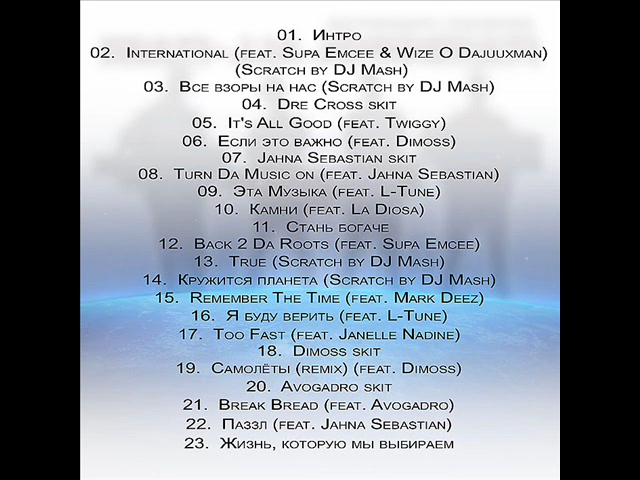 01. Интро
02. International (feat. Supa Emcee & Wize O Dajuuxman)
(Scratch by DJ Mash)
03. Все взоры на нас (Scratch by DJ Mash)
04. Dre Cross skit
05. It's All Good (feat. Twiggy)
06. Если это важно (feat. Dimoss)
07. Jahna Sebastian skit
08. Turn Da Music on (feat. Jahna Sebastian)
09. Эта Музыка (feat. L-Tune)
10. Камни (feat. La Diosa)
11. Стань богаче
12. Back 2 Da Roots (feat. Supa Emcee)
13. True (Scratch by DJ Mash)
14. Кружится планета (Scratch by DJ Mash)
15. Remember The Time (feat. Mark Deez)
16. Я буду верить (feat. L-Tune)
17. Too Fast (feat. Janelle Nadine)
18. Dimoss skit
19. Самолёты (remix) (feat. Dimoss)
20. Avogadro skit
21. Break Bread (feat. Avogadro)
22. Паззл (feat. Jahna Sebastian)
23. Жизнь, которую мы выбираем